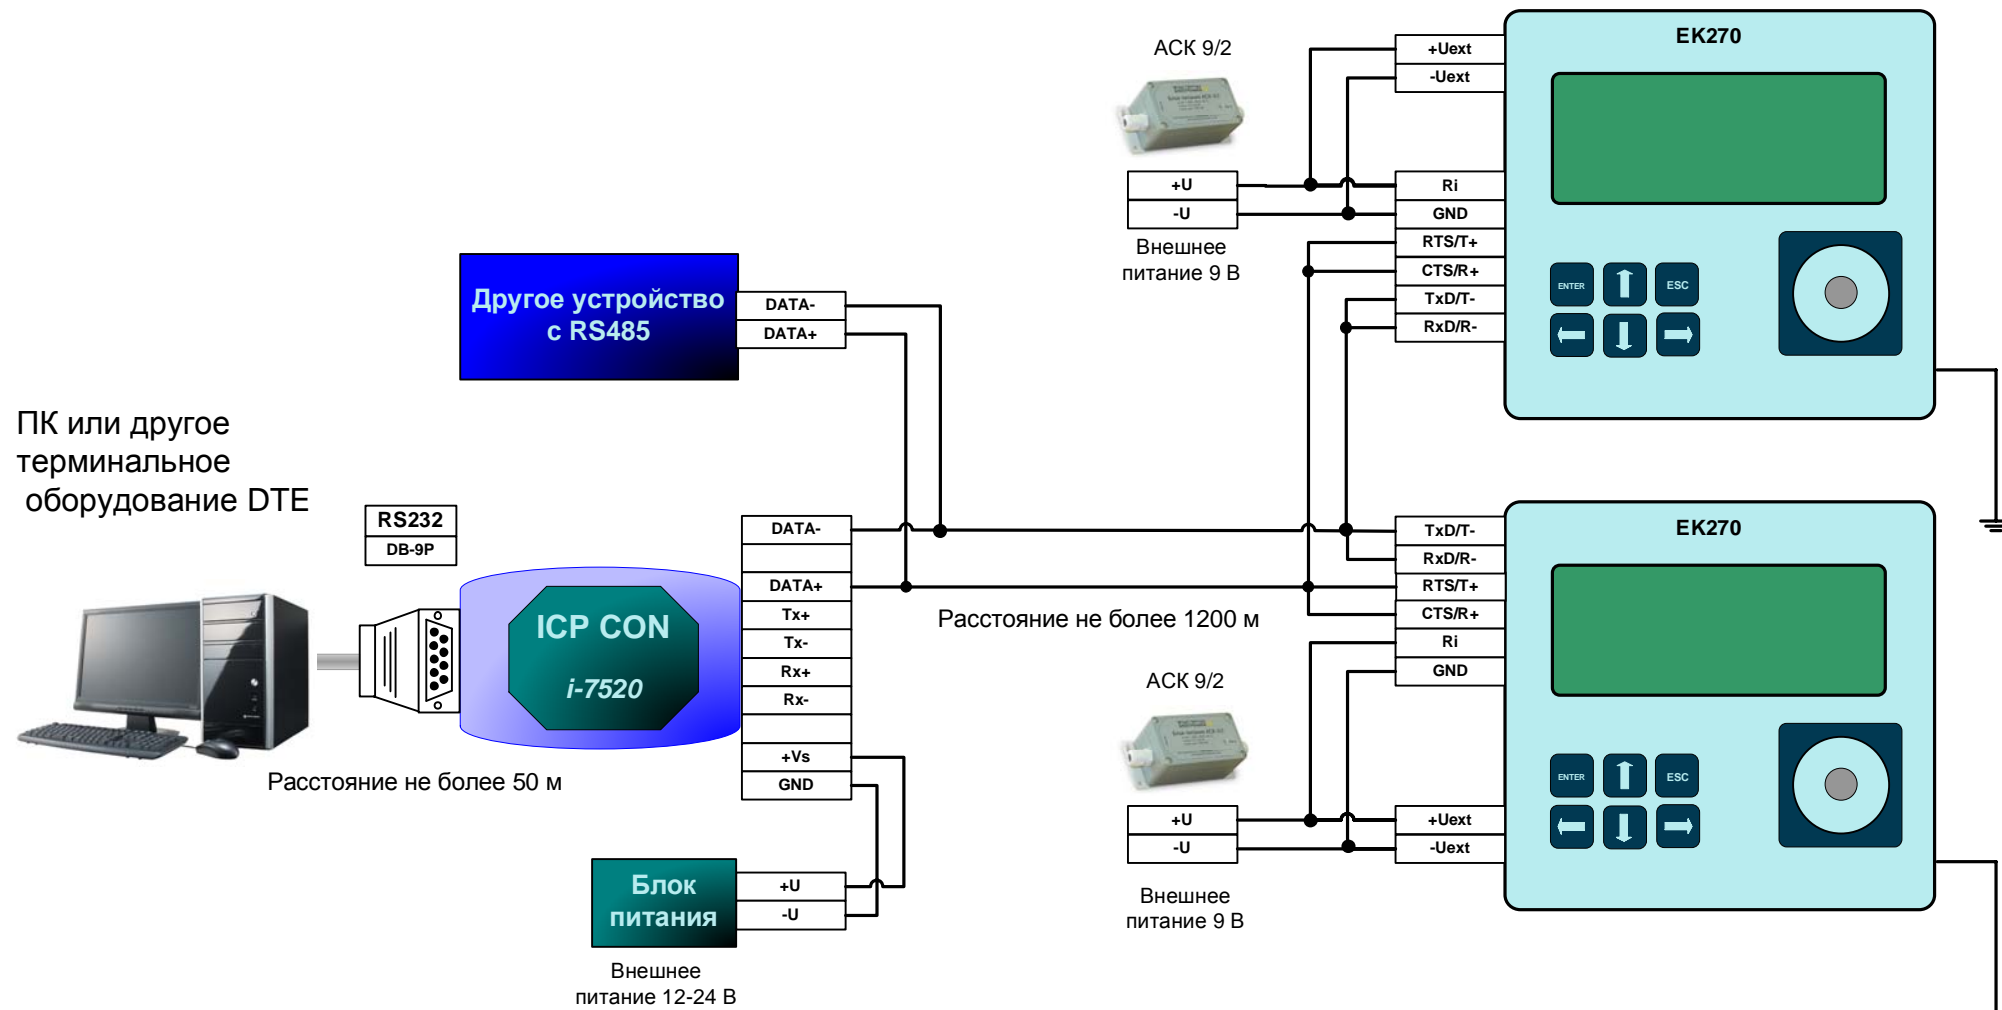 АСК 9/2
+Uext
-Uext
EK270
+U
-U
Внешнее
питание 9 В
Ri
GND
RTS/T+
CTS/R+
TxD/T-
RxD/R-
ENTER
ESC
Другое устройство
с RS485
DATA-
DATA+
ПК или другое
терминальное
оборудование DTE
RS232
DB-9P
ICP CON
i-7520
DATA-
DATA+
Tx+
Tx-
Rx+
Rx-
+Vs
GND
Расстояние не более 50 м
Расстояние не более 1200 м
Блок
питания
+U
-U
Внешнее
питание 12-24 В
TxD/T-
RxD/R-
RTS/T+
CTS/R+
Ri
GND
EK270
АСК 9/2
+U
-U
Внешнее
питание 9 В
+Uext
-Uext
ENTER
ESC